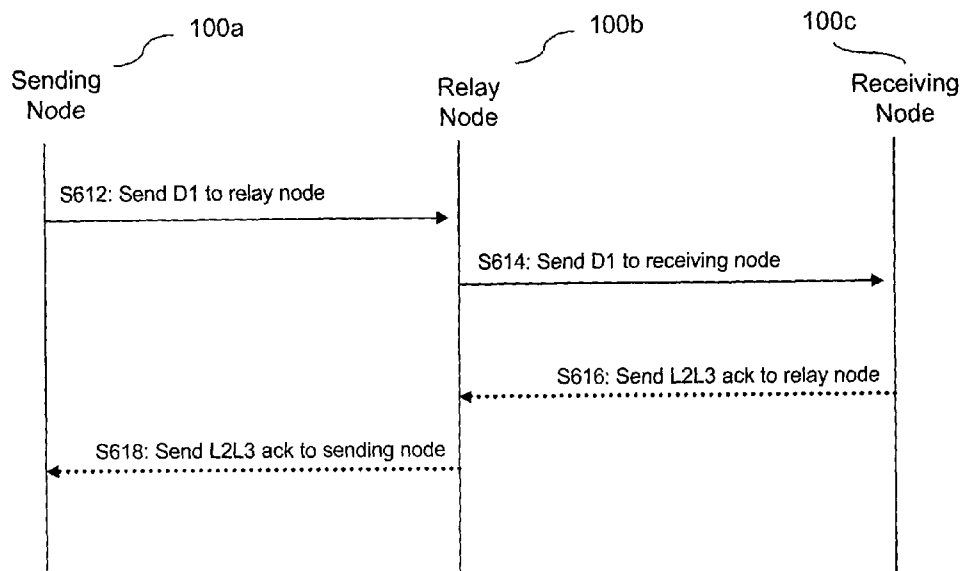 100a
100b
100c
Sending
Node
Relay
Node
Receiving
Node
S612: Send D1 to relay node
S614: Send D1 to receiving node
S616: Send L2L3 ack to relay node
S618: Send L2L3 ack to sending node